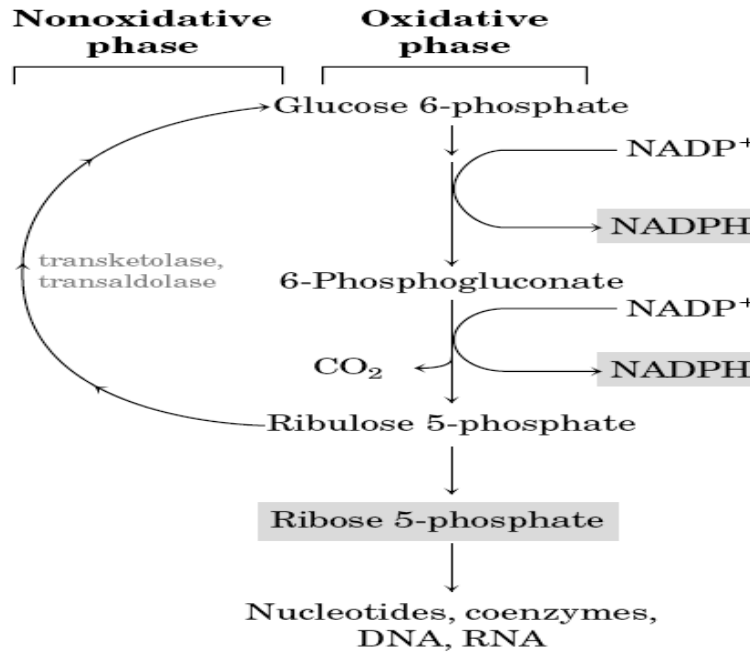 Nonoxidative
phase
Oxidative
phase
Glucose 6-phosphate
NADP+
NADPH
transketolase,
transaldolase
6-Phosphogluconate
NADP+
CO₂
NADPH
Ribulose 5-phosphate
Ribose 5-phosphate
Nucleotides, coenzymes,
DNA, RNA